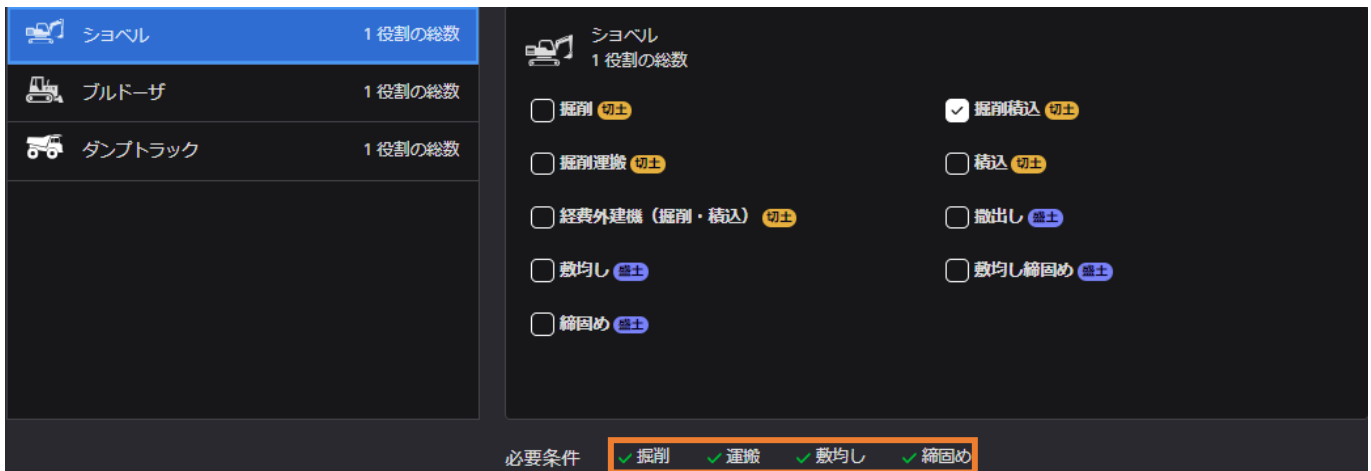 ショベル 1 役割の総数
ブルドーザ 1 役割の総数
ダンプトラック 1 役割の総数
ショベル
1 役割の総数
掘削 切土 掘削積込 切土
掘削運搬 切土 積込 切土
経費外建機（掘削・積込） 切土 撒出し 盛土
敷均し 盛土 敷均し締固め 盛土
締固め 盛土
必要条件 掘削 運搬 敷均し 締固め